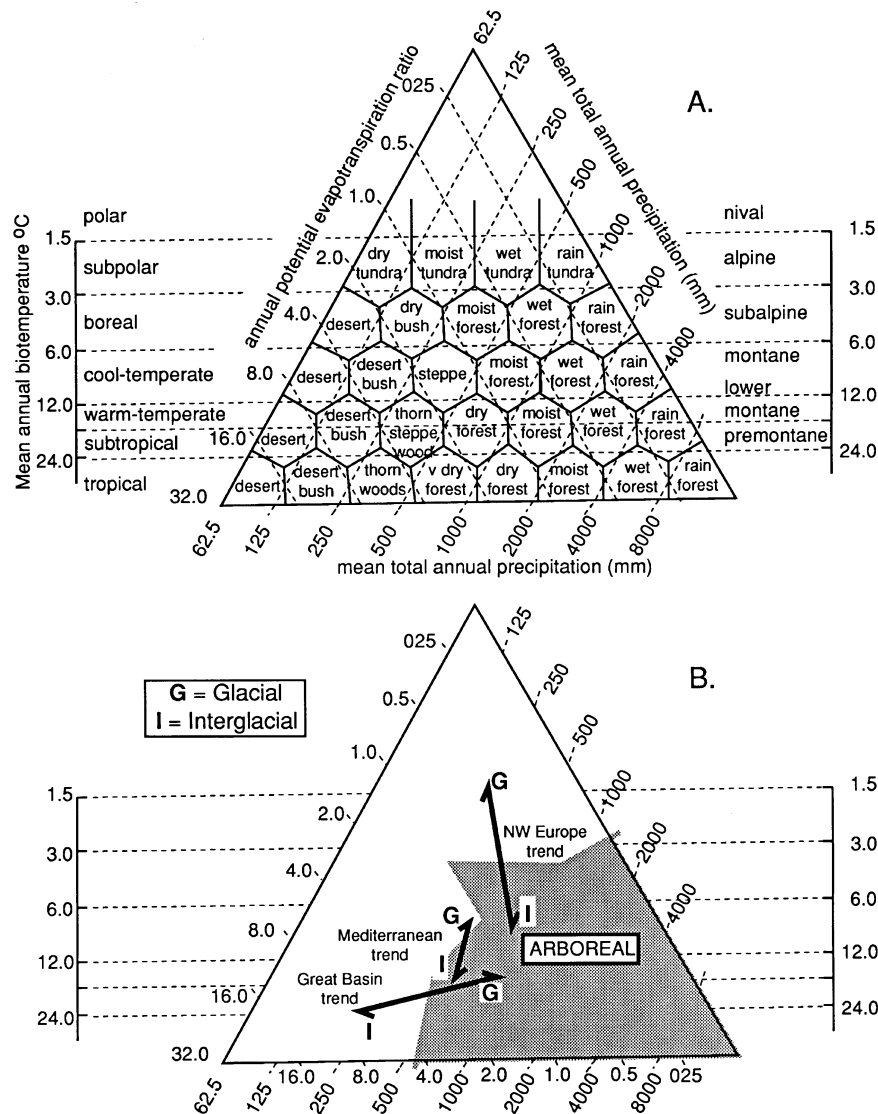 62.5
125
250
500
1000
2000
4000
mean total annual precipitation (mm)
annual potential evapotranspiration ratio
025
0.5
1.0
2.0
4.0
8.0
16.0
32.0
A.
Mean annual biotemperature ºC
polar
1.5
subpolar
3.0
boreal
6.0
cool-temperate
12.0
warm-temperate
subtropical
24.0
tropical
nival
1.5
alpine
3.0
subalpine
6.0
montane
lower
12.0
montane
premontane
24.0
dry tundra
moist tundra
wet tundra
rain tundra
desert
dry bush
moist forest
wet forest
rain forest
desert
desert bush
steppe
moist forest
wet forest
rain forest
desert
desert bush
thorn steppe wood
dry forest
moist forest
wet forest
rain forest
desert
desert bush
thorn woods
v dry forest
dry forest
moist forest
wet forest
rain forest
62.5
125
250
500
1000
2000
4000
8000
mean total annual precipitation (mm)
B.
G = Glacial
I = Interglacial
025
0.5
1.0
2.0
4.0
8.0
16.0
32.0
125
250
500
1000
2000
4000
1.5
3.0
6.0
12.0
24.0
1.5
3.0
6.0
12.0
24.0
G
NW Europe
trend
I
G
Mediterranean
trend
I
ARBOREAL
Great Basin
trend
G
I
62.5
125
16.0
250
8.0
500
4.0
1000
2.0
2000
1.0
4000
0.5
8000
025